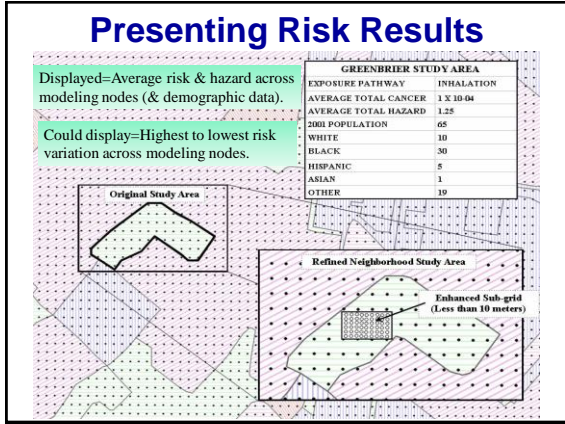 Presenting Risk Results
Displayed=Average risk & hazard across
modeling nodes (& demographic data).
Could display=Highest to lowest risk
variation across modeling nodes.
GREENBRIER STUDY AREA
EXPOSURE PATHWAY INHALATION
AVERAGE TOTAL CANCER 1 X 10-04
AVERAGE TOTAL HAZARD 1.25
2001 POPULATION 65
WHITE 10
BLACK 30
HISPANIC 5
ASIAN 1
OTHER 19
Original Study Area
Refined Neighborhood Study Area
Enhanced Sub-grid
(Less than 10 meters)